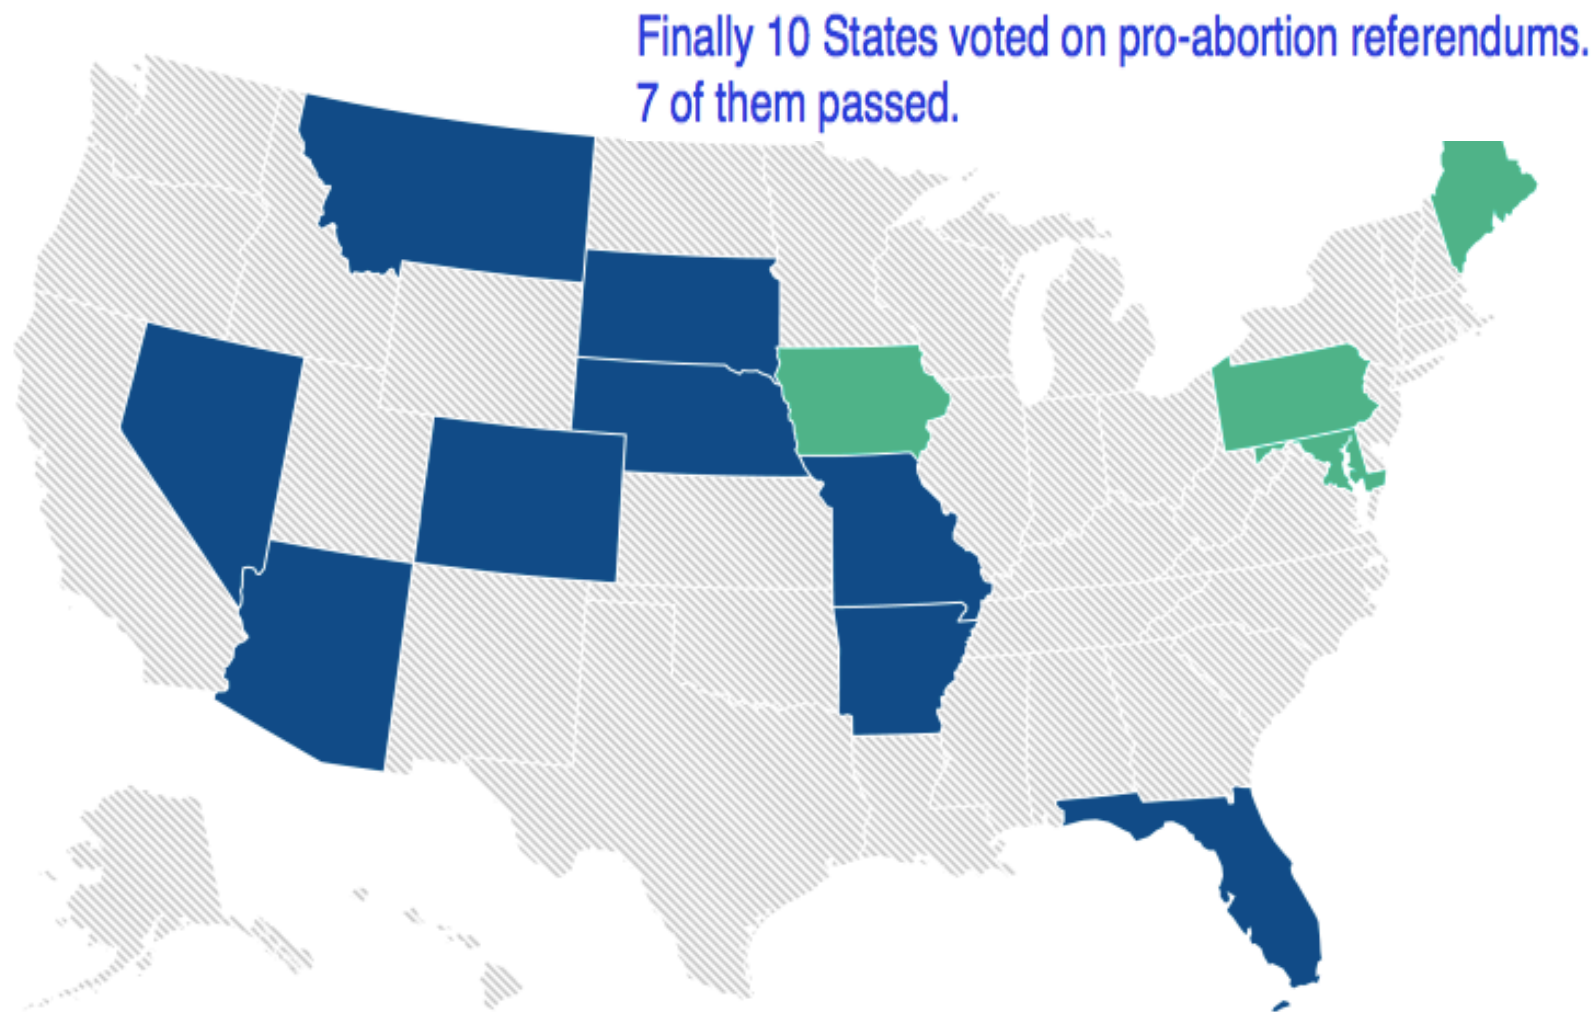 Finally 10 States voted on pro-abortion referendums.
7 of them passed.